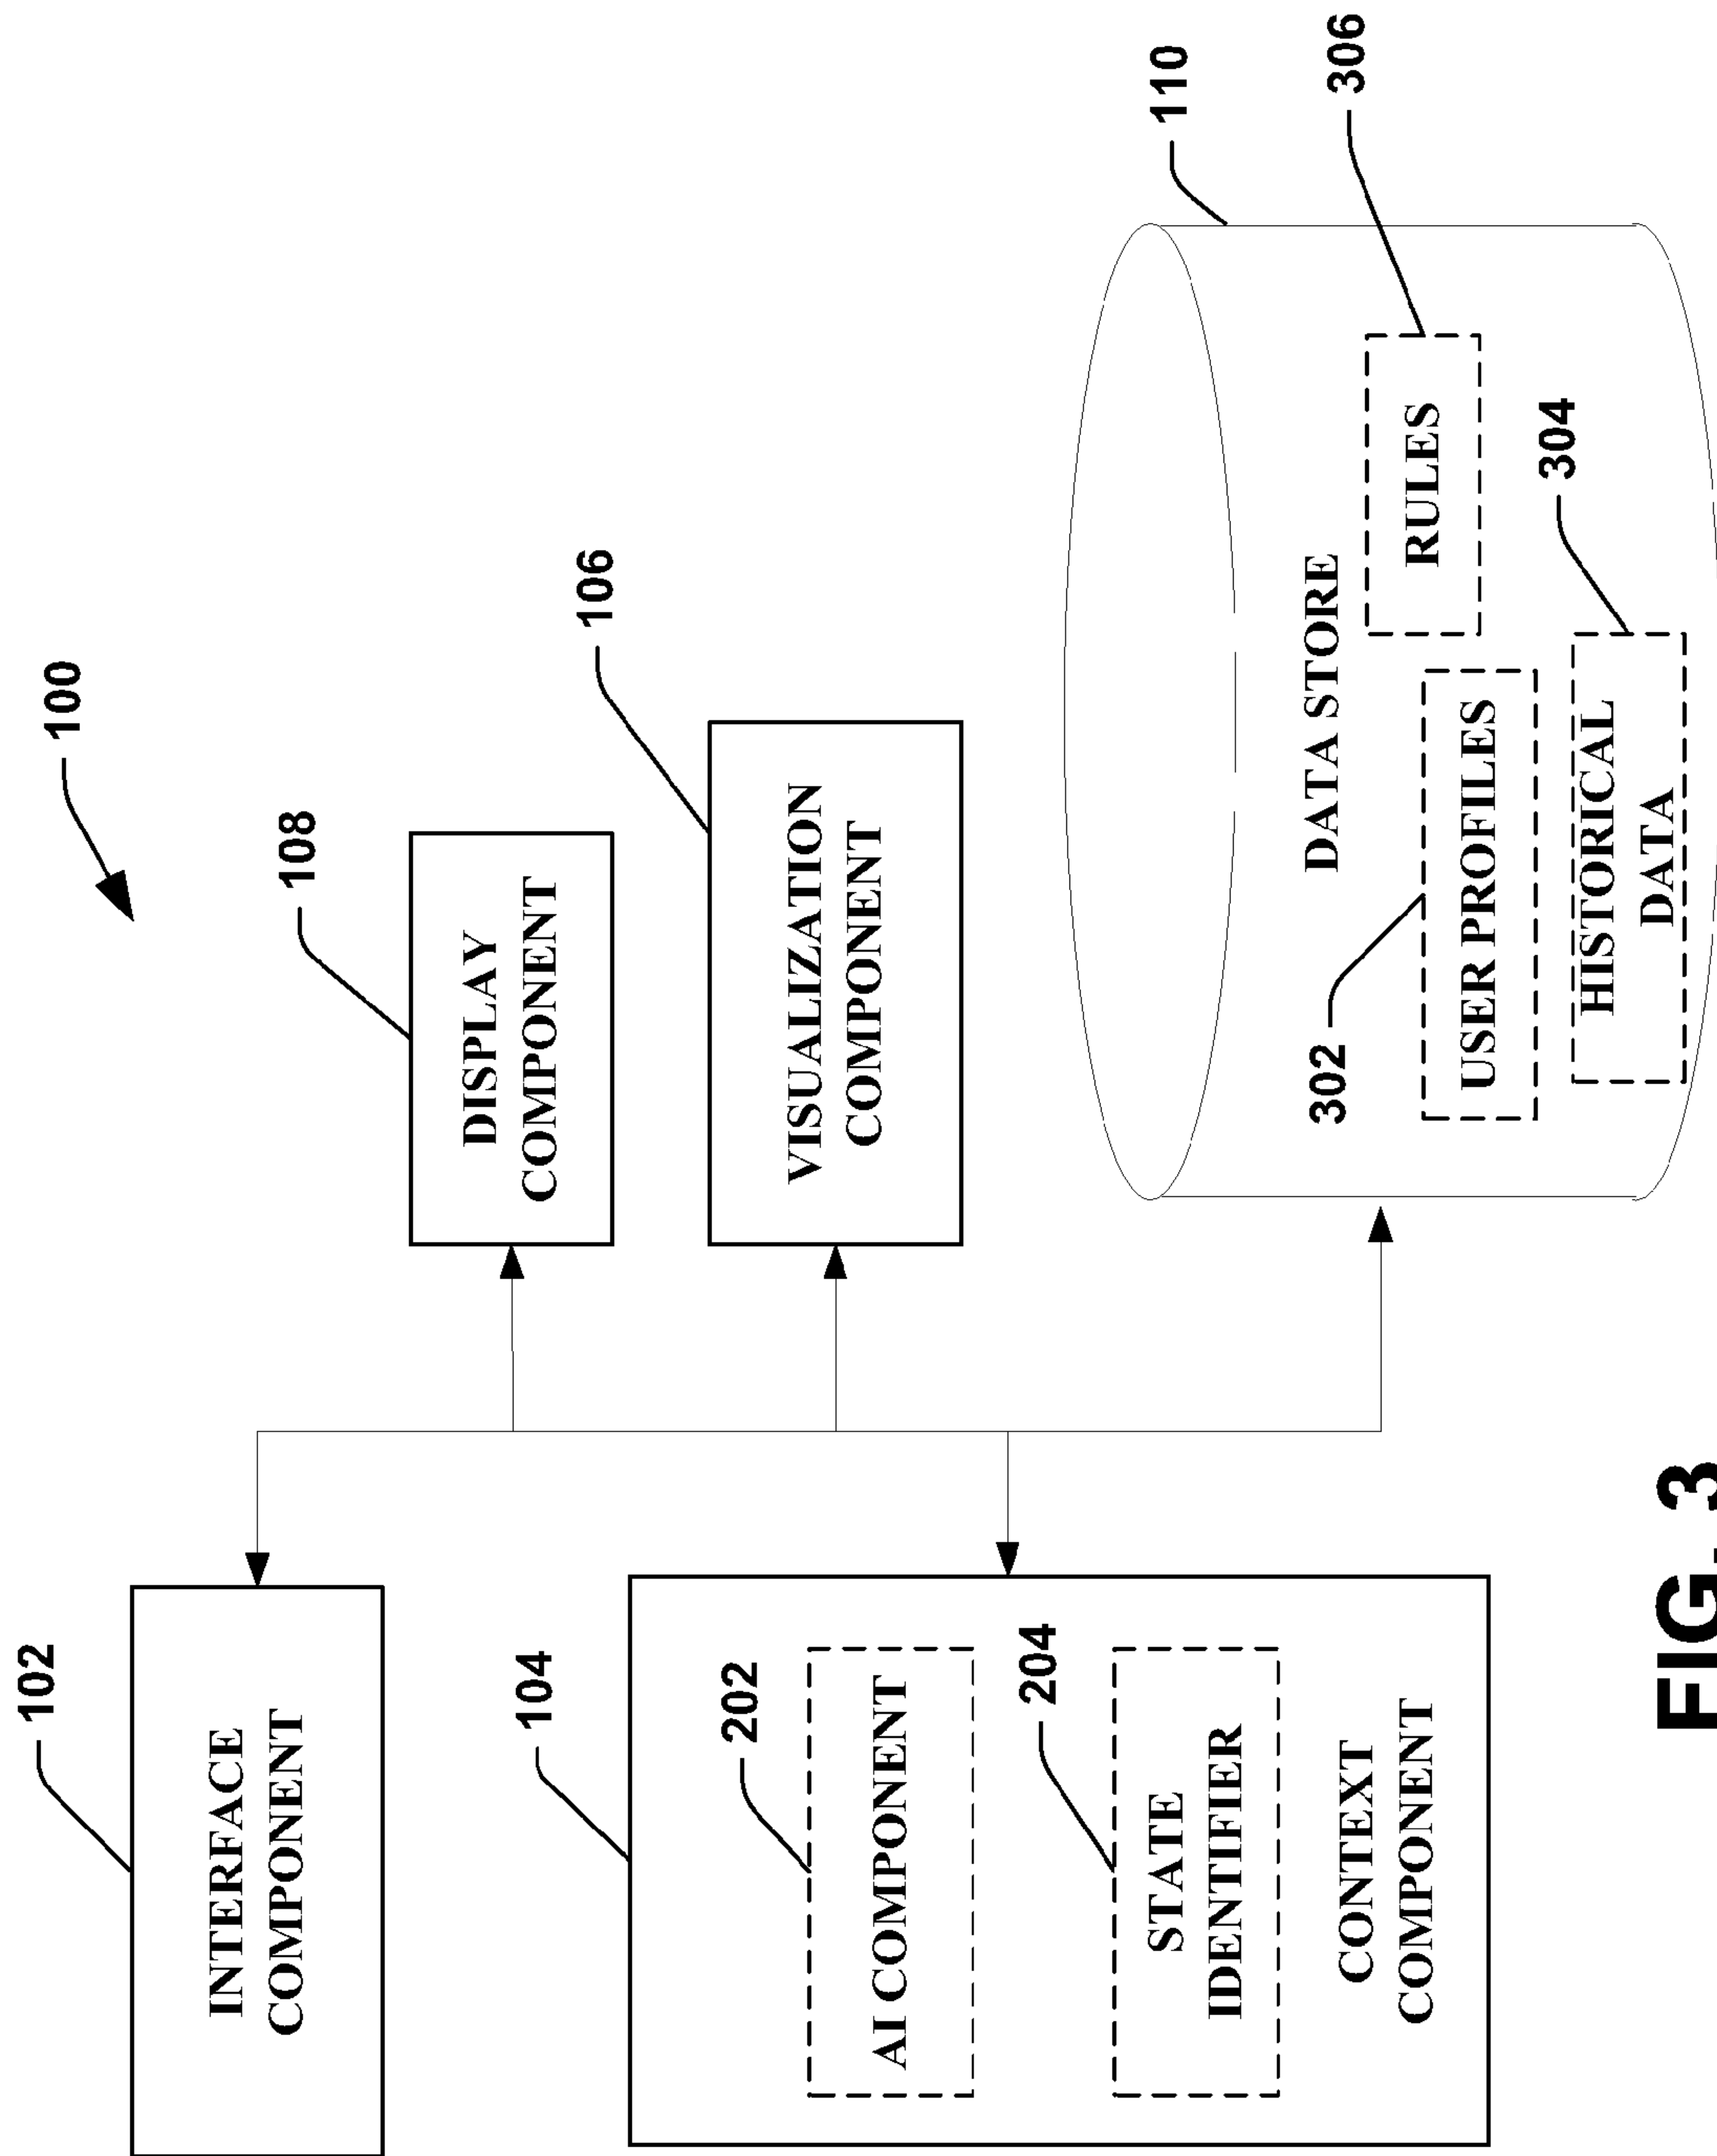 100
102
INTERFACE
COMPONENT
108
DISPLAY
COMPONENT
104
202
AI COMPONENT
204
STATE
IDENTIFIER
CONTEXT
COMPONENT
106
VISUALIZATION
COMPONENT
110
DATA STORE
302
USER PROFILES
306
RULES
304
HISTORICAL
DATA
FIG. 3